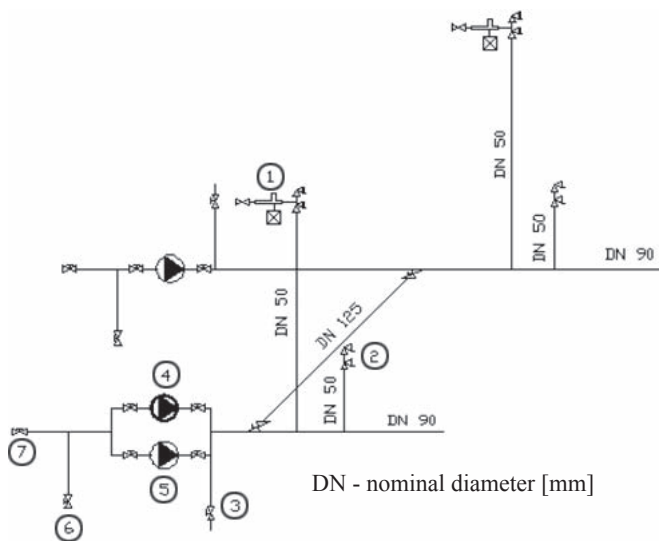 DN 50
1
DN 50
DN 90
DN 50
DN 125
2
4
DN 50
DN 90
7
5
DN - nominal diameter [mm]
6
3